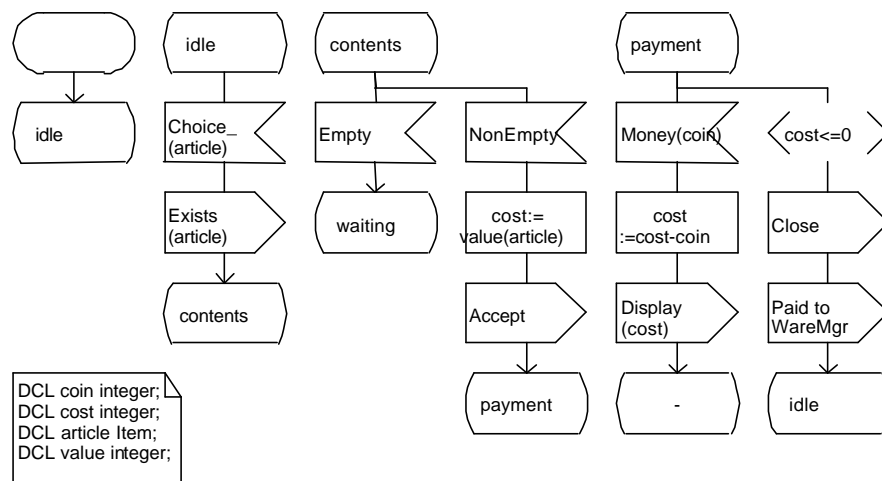 idle
contents
payment
idle
Choice_
(article)
Empty
NonEmpty
Money(coin)
cost<=0
Exists
(article)
waiting
cost:=
value(article)
cost
:=cost-coin
Close
contents
Accept
Display
(cost)
Paid to
WareMgr
payment
-
idle
DCL coin integer;
DCL cost integer;
DCL article Item;
DCL value integer;